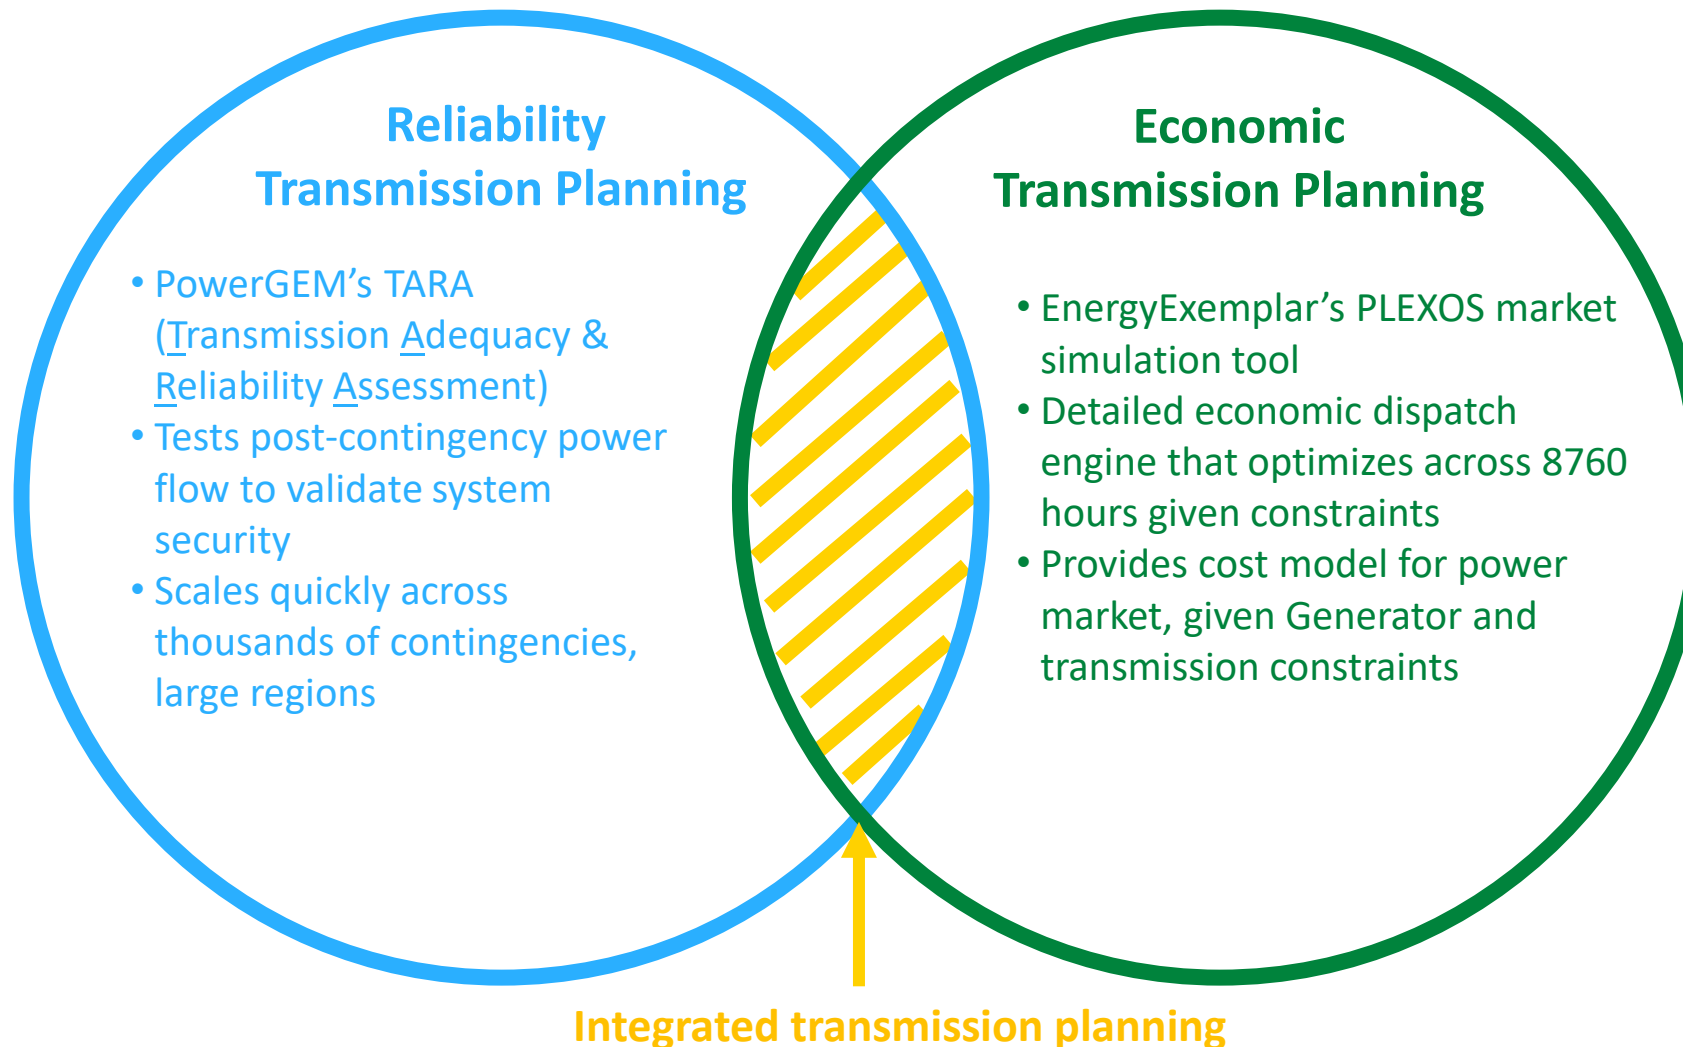 Reliability
Transmission Planning
• PowerGEM’s TARA
(Transmission Adequacy &
Reliability Assessment)
• Tests post-contingency power
flow to validate system
security
• Scales quickly across
thousands of contingencies,
large regions
Economic
Transmission Planning
• EnergyExemplar’s PLEXOS market
simulation tool
• Detailed economic dispatch
engine that optimizes across 8760
hours given constraints
• Provides cost model for power
market, given Generator and
transmission constraints
Integrated transmission planning